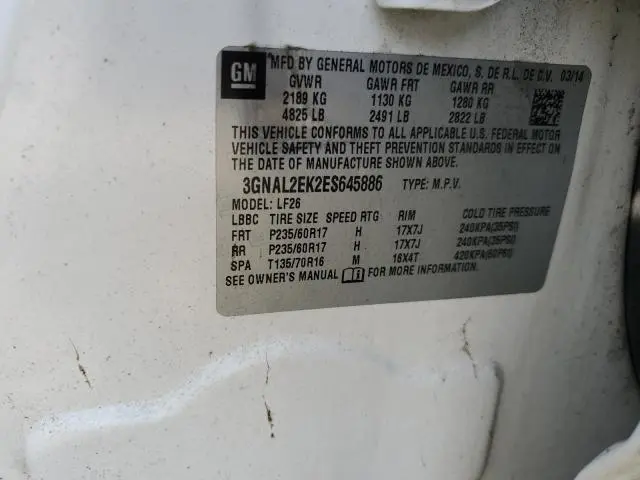 GM MFD BY GENERAL MOTORS DE MEXICO, S. DE R.L. DE C.V. 03/14
GVWR GAWR FRT GAWR RR
2189 KG 1130 KG 1280 KG
4825 LB 2491 LB 2822 LB
THIS VEHICLE CONFORMS TO ALL APPLICABLE U.S. FEDERAL MOTOR
VEHICLE SAFETY AND THEFT PREVENTION STANDARDS IN EFFECT ON
THE DATE OF MANUFACTURE SHOWN ABOVE.
3GNAL2EK2ES645886 TYPE: M.P.V.
MODEL: LF26
LBBC TIRE SIZE SPEED RTG RIM COLD TIRE PRESSURE
FRT P235/60R17 H 17X7J 240KPA(35PSI)
RR P235/60R17 H 17X7J 240KPA(35PSI)
SPA T135/70R16 M 16X4T 420KPA(60PSI)
SEE OWNER'S MANUAL FOR MORE INFORMATION.